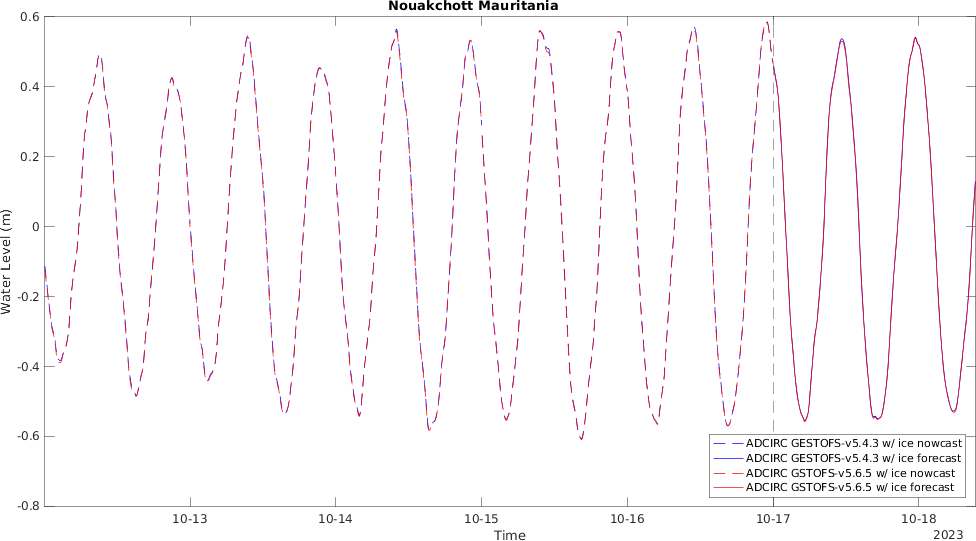 Nouakchott Mauritania
0.6
0.4
0.2
0
-0.2
-0.4
-0.6
-0.8
Water Level (m)
10-13
10-14
10-15
10-16
10-17
10-18
Time
2023
ADCIRC GESTOFS-v5.4.3 w/ ice nowcast
ADCIRC GESTOFS-v5.4.3 w/ ice forecast
ADCIRC GSTOFS-v5.6.5 w/ ice nowcast
ADCIRC GSTOFS-v5.6.5 w/ ice forecast